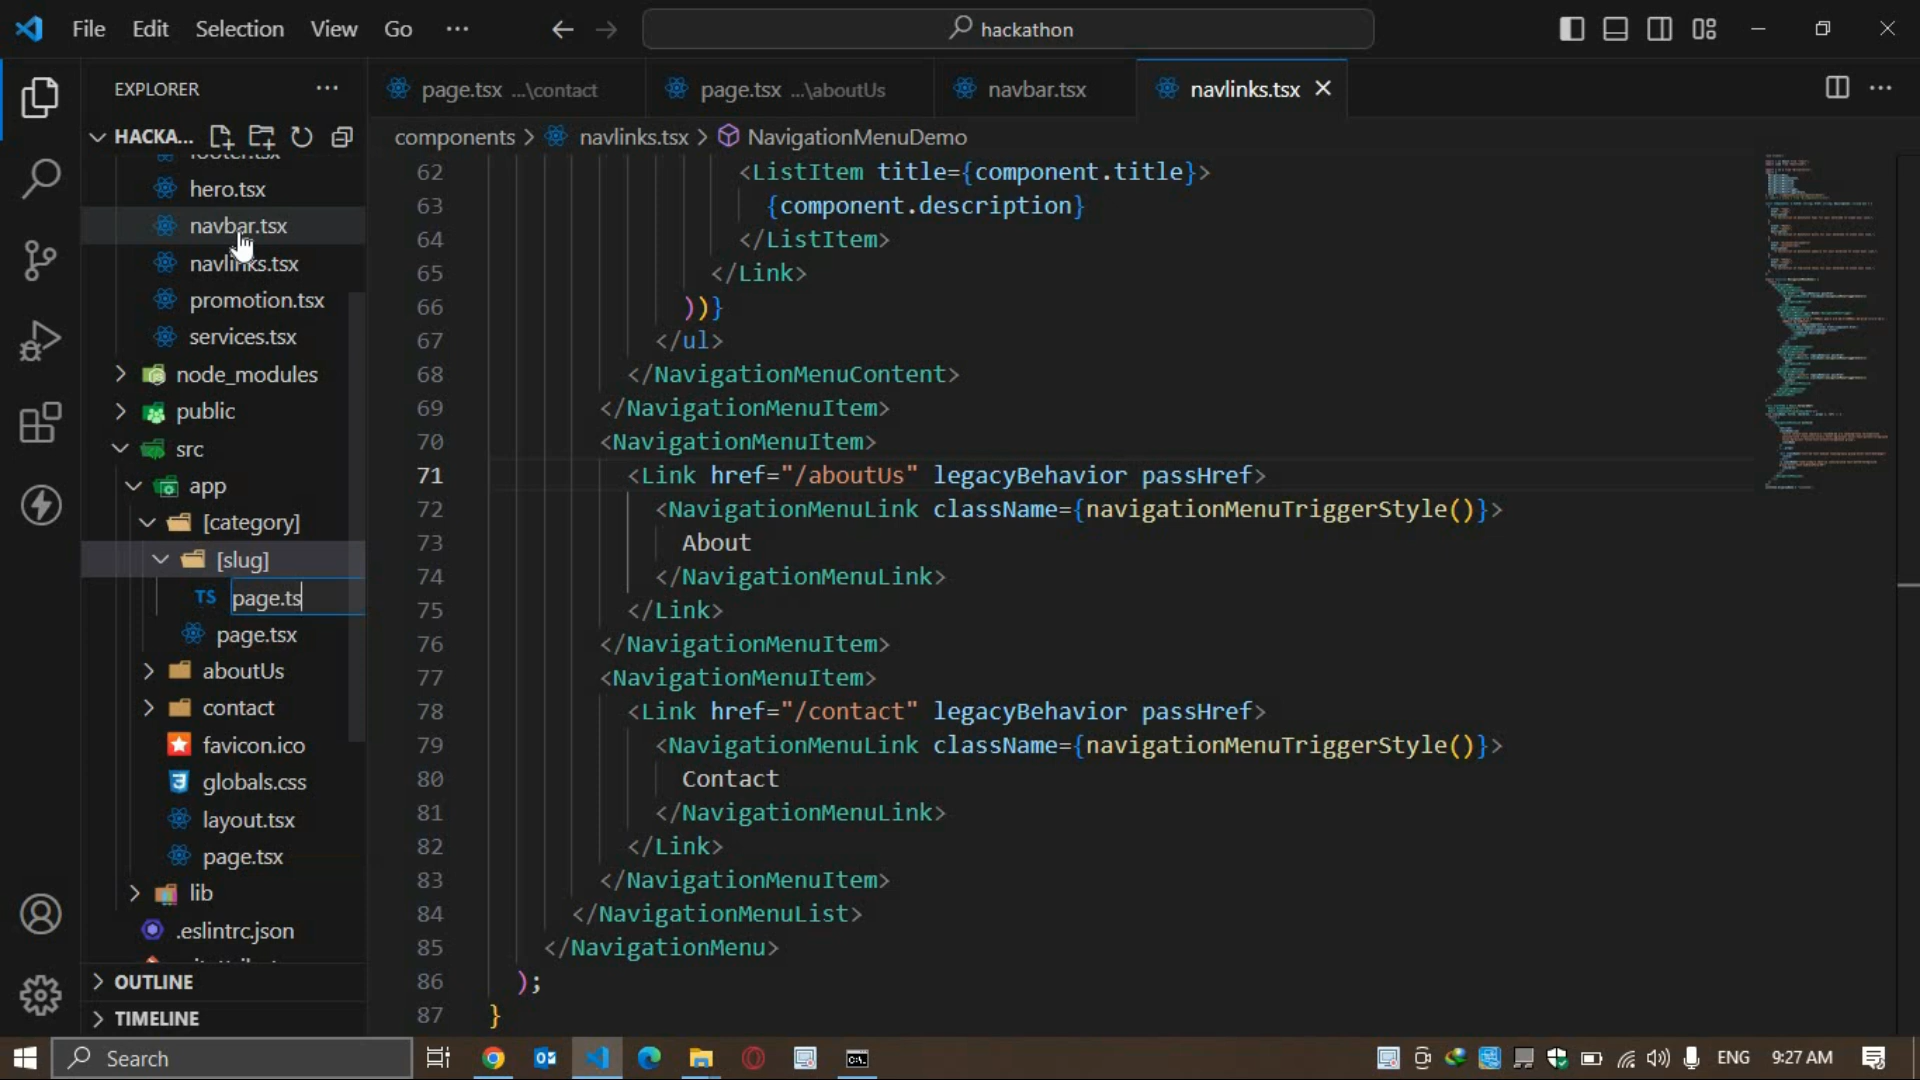 File Edit Selection View Go ···
hackathon
EXPLORER
HACKA...
footer.tsx
hero.tsx
navbar.tsx
navlinks.tsx
promotion.tsx
services.tsx
node_modules
public
src
app
[category]
[slug]
TS page.ts
page.tsx
aboutUs
contact
favicon.ico
globals.css
layout.tsx
page.tsx
lib
.eslintrc.json
OUTLINE
TIMELINE
page.tsx ...\contact page.tsx ...\aboutUs navbar.tsx navlinks.tsx
components > navlinks.tsx > NavigationMenuDemo
62 <ListItem title={component.title}>
63 {component.description}
64 </ListItem>
65 </Link>
66 ))}
67 </ul>
68 </NavigationMenuContent>
69 </NavigationMenuItem>
70 <NavigationMenuItem>
71 <Link href="/aboutUs" legacyBehavior passHref>
72 <NavigationMenuLink className={navigationMenuTriggerStyle()}>
73 About
74 </NavigationMenuLink>
75 </Link>
76 </NavigationMenuItem>
77 <NavigationMenuItem>
78 <Link href="/contact" legacyBehavior passHref>
79 <NavigationMenuLink className={navigationMenuTriggerStyle()}>
80 Contact
81 </NavigationMenuLink>
82 </Link>
83 </NavigationMenuItem>
84 </NavigationMenuList>
85 </NavigationMenu>
86 );
87 }
Search
ENG 9:27 AM